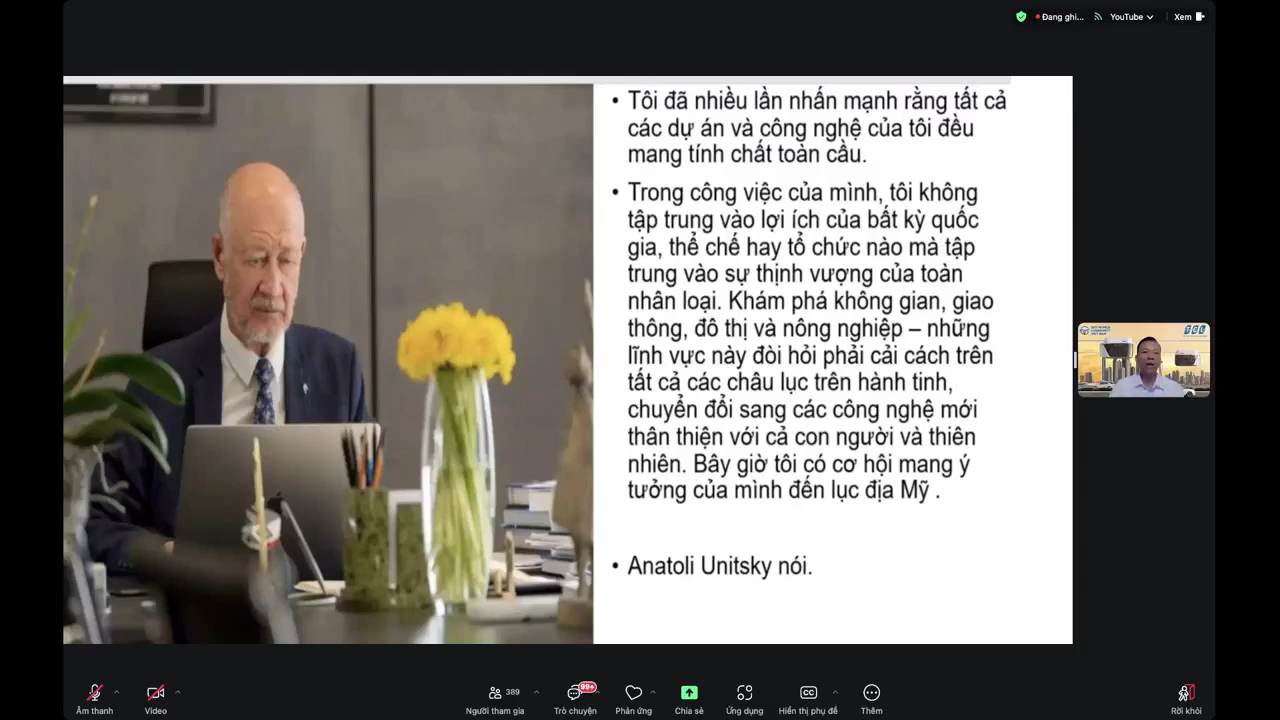 Đang ghi...
YouTube
Xem
• Tôi đã nhiều lần nhấn mạnh rằng tất cả
các dự án và công nghệ của tôi đều
mang tính chất toàn cầu.
• Trong công việc của mình, tôi không
tập trung vào lợi ích của bất kỳ quốc
gia, thể chế hay tổ chức nào mà tập
trung vào sự thịnh vượng của toàn
nhân loại. Khám phá không gian, giao
thông, đô thị và nông nghiệp – những
lĩnh vực này đòi hỏi phải cải cách trên
tất cả các châu lục trên hành tinh,
chuyển đổi sang các công nghệ mới
thân thiện với cả con người và thiên
nhiên. Bây giờ tôi có cơ hội mang ý
tưởng của mình đến lục địa Mỹ .
• Anatoli Unitsky nói.
Âm thanh
Video
389
Người tham gia
99+
Trò chuyện
Phản ứng
Chia sẻ
Ứng dụng
CC
Hiển thị phụ đề
Thêm
Rời khỏi